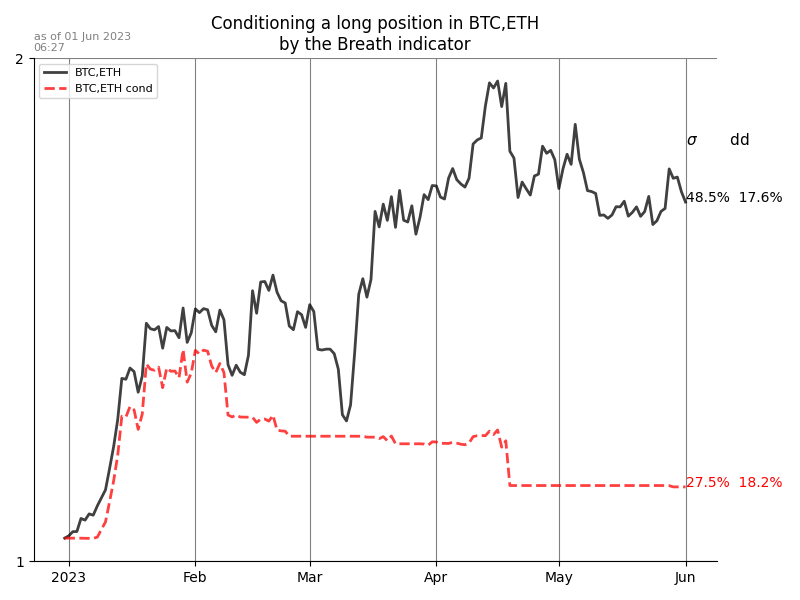 Conditioning a long position in BTC,ETH
by the Breath indicator
as of 01 Jun 2023
06:27
2
BTC,ETH
BTC,ETH cond
σ dd
48.5% 17.6%
27.5% 18.2%
1
2023 Feb Mar Apr May Jun